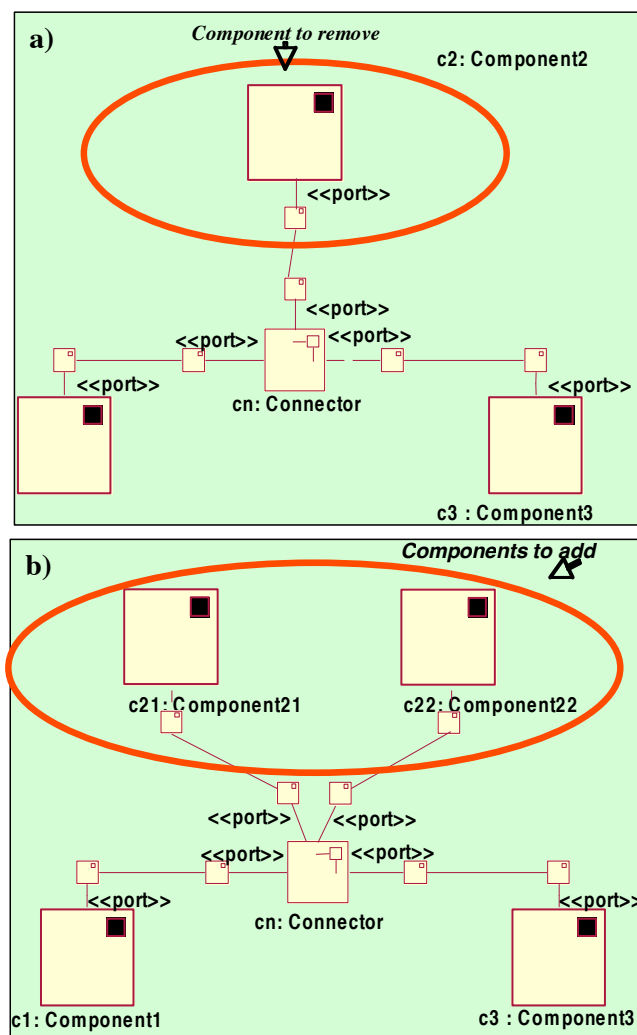 a)
Component to remove
c2: Component2
<<port>>
<<port>>
<<port>> <<port>>
<<port>> <<port>>
cn: Connector
c3 : Component3
b)
Components to add
c21: Component21 c22: Component22
<<port>> <<port>>
<<port>> <<port>>
<<port>> <<port>>
cn: Connector
c1: Component1 c3 : Component3